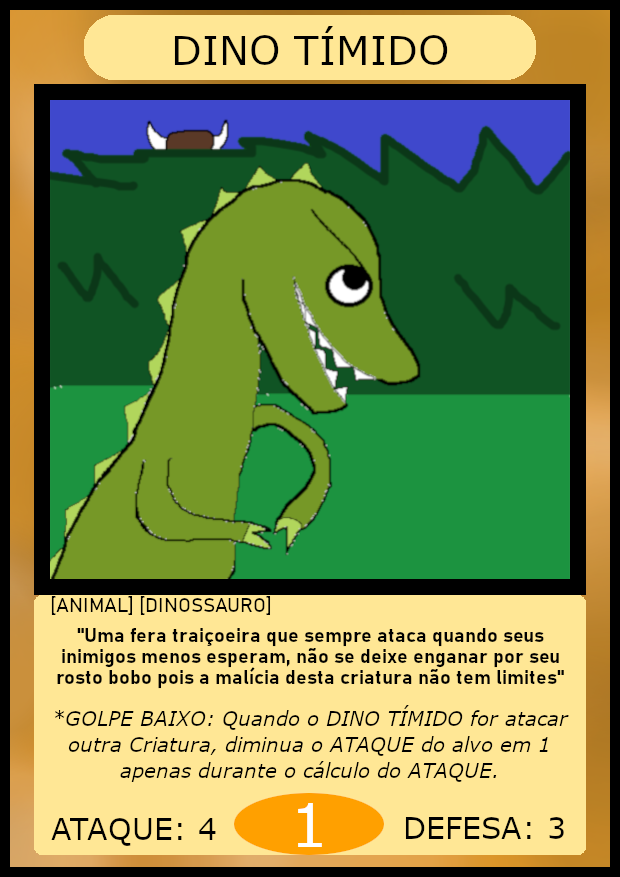 DINO TÍMIDO
[ANIMAL] [DINOSSAURO]
"Uma fera traiçoeira que sempre ataca quando seus
inimigos menos esperam, não se deixe enganar por seu
rosto bobo pois a malícia desta criatura não tem limites"
*GOLPE BAIXO: Quando o DINO TÍMIDO for atacar
outra Criatura, diminua o ATAQUE do alvo em 1
apenas durante o cálculo do ATAQUE.
ATAQUE: 4
1
DEFESA: 3